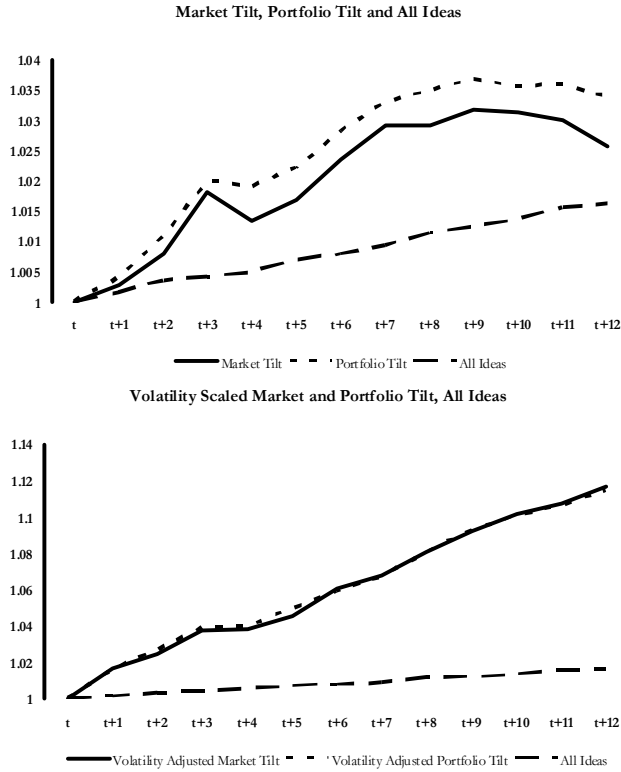 Market Tilt, Portfolio Tilt and All Ideas
1.04
1.035
1.03
1.025
1.02
1.015
1.01
1.005
1
t t+1 t+2 t+3 t+4 t+5 t+6 t+7 t+8 t+9 t+10 t+11 t+12
Market Tilt Portfolio Tilt All Ideas
Volatility Scaled Market and Portfolio Tilt, All Ideas
1.14
1.12
1.1
1.08
1.06
1.04
1.02
1
t t+1 t+2 t+3 t+4 t+5 t+6 t+7 t+8 t+9 t+10 t+11 t+12
Volatility Adjusted Market Tilt Volatility Adjusted Portfolio Tilt All Ideas